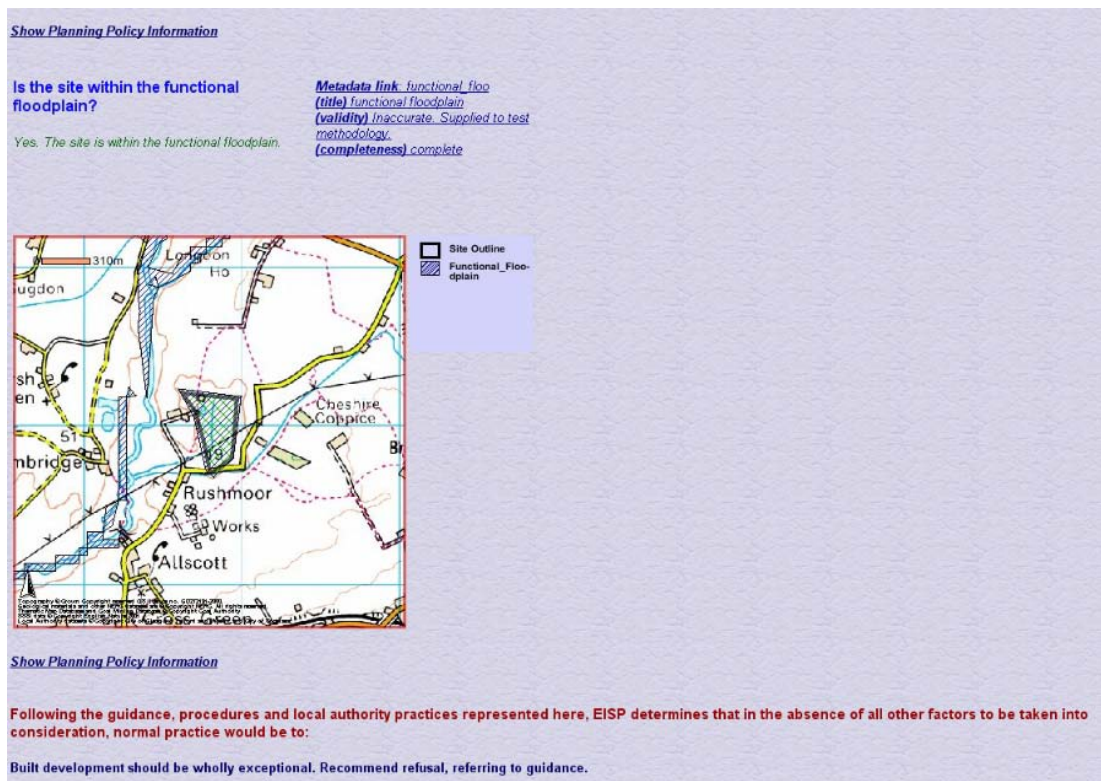 Show Planning Policy Information
Is the site within the functional
floodplain?
Yes. The site is within the functional floodplain.
Metadata link: functional_floo
(title) functional floodplain
(validity) Inaccurate. Supplied to test
methodology.
(completeness) complete
0 310m
Longdon
Ho
ugdon
sh
en +
51
mbridge
Cheshire
Coppice
Rushmoor
Works
Allscott
Cross Green
Site Outline
Functional_Floo-
dplain
Show Planning Policy Information
Following the guidance, procedures and local authority practices represented here, EISP determines that in the absence of all other factors to be taken into
consideration, normal practice would be to:
Built development should be wholly exceptional. Recommend refusal, referring to guidance.